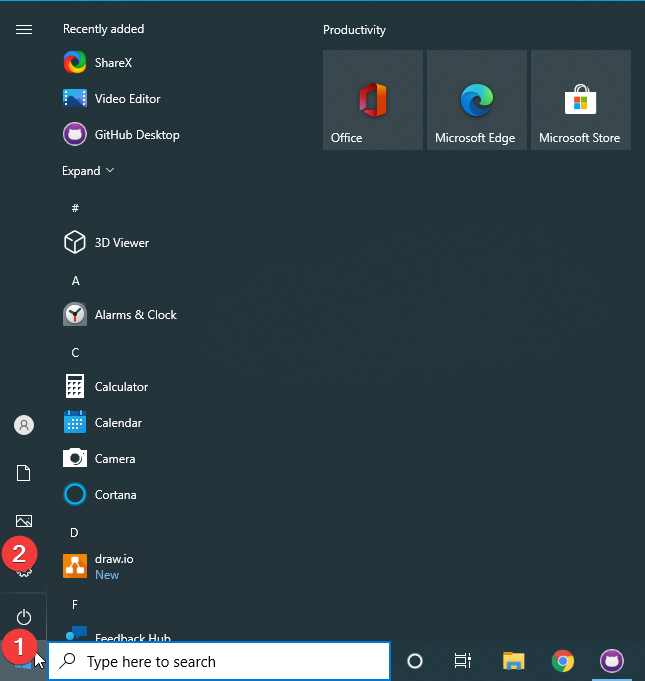 Recently added
Productivity
ShareX
Video Editor
GitHub Desktop
Office
Microsoft Edge
Microsoft Store
Expand
#
3D Viewer
A
Alarms & Clock
C
Calculator
Calendar
Camera
Cortana
D
draw.io
New
F
Feedback Hub
2
1
Type here to search